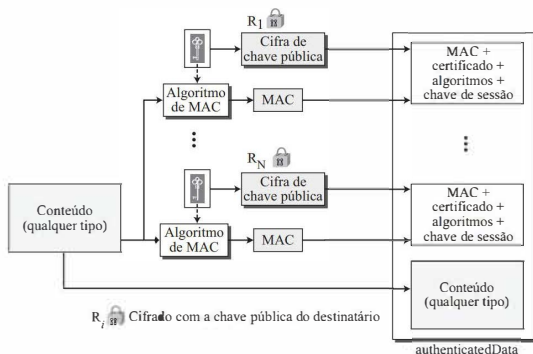 R1
Cifra de
chave pública
MAC +
certificado +
algoritmos +
chave de sessão
Algoritmo
de MAC
MAC
RN
Cifra de
chave pública
MAC +
certificado +
algoritmos +
chave de sessão
Conteúdo
(qualquer tipo)
Algoritmo
de MAC
MAC
Conteúdo
(qualquer tipo)
Ri Cifrado com a chave pública do destinatário
authenticatedData